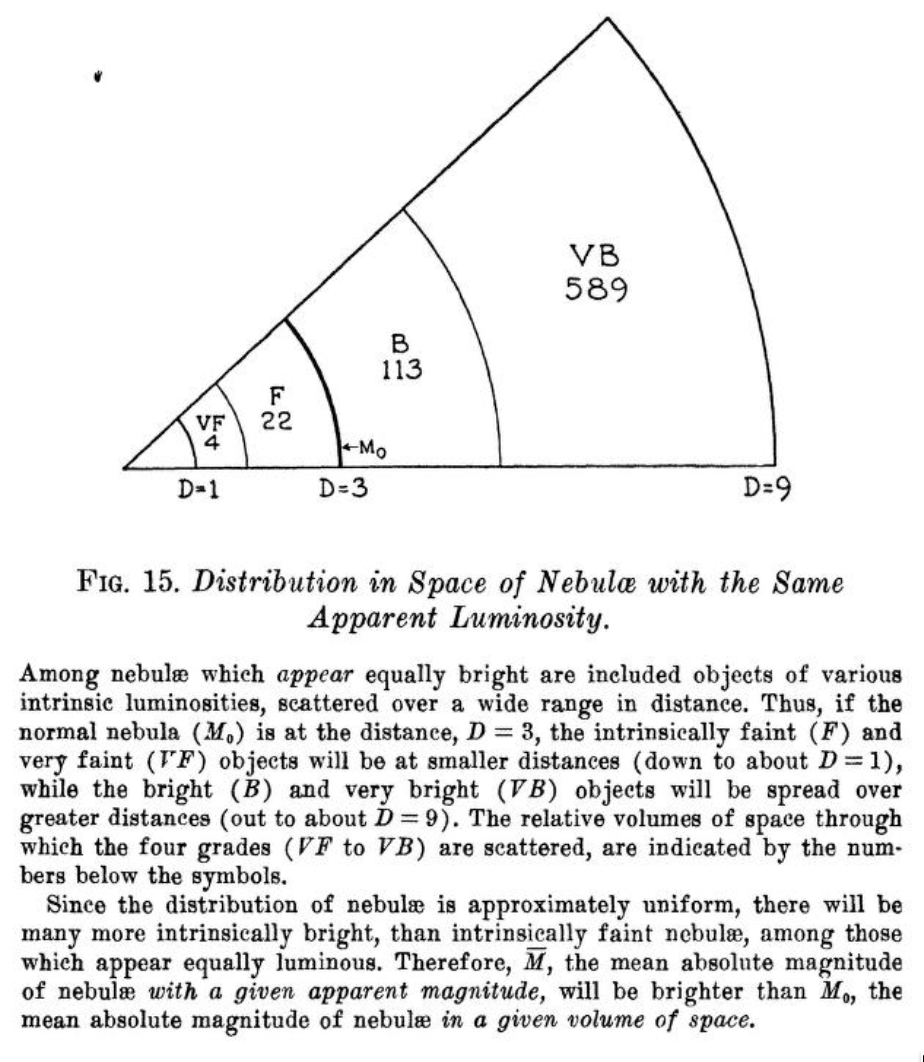 VB
589
B
113
F
22
VF
4
←M₀
D=1 D=3 D=9
FIG. 15. Distribution in Space of Nebulæ with the Same
Apparent Luminosity.
Among nebulæ which appear equally bright are included objects of various
intrinsic luminosities, scattered over a wide range in distance. Thus, if the
normal nebula (M₀) is at the distance, D = 3, the intrinsically faint (F) and
very faint (VF) objects will be at smaller distances (down to about D = 1),
while the bright (B) and very bright (VB) objects will be spread over
greater distances (out to about D = 9). The relative volumes of space through
which the four grades (VF to VB) are scattered, are indicated by the num-
bers below the symbols.
Since the distribution of nebulæ is approximately uniform, there will be
many more intrinsically bright, than intrinsically faint nebulæ, among those
which appear equally luminous. Therefore, M̅, the mean absolute magnitude
of nebulæ with a given apparent magnitude, will be brighter than M₀, the
mean absolute magnitude of nebulæ in a given volume of space.